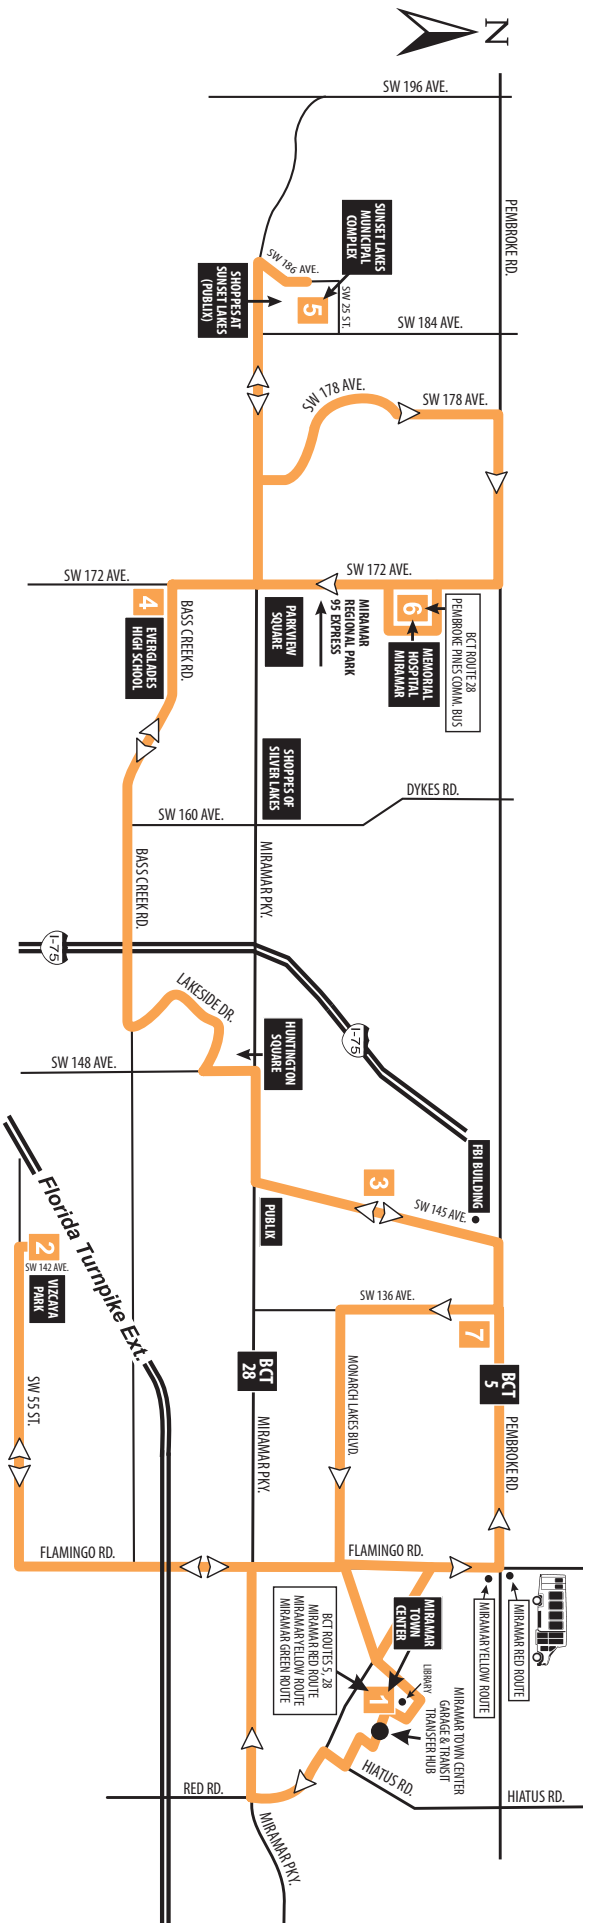 N
SW 196 AVE.
PEMBROKE RD.
SUNSET LAKES
MUNICIPAL
COMPLEX
SW 186 AVE.
SW 25 ST.
5
SHOPPES AT
SUNSET LAKES
(PUBLIX)
SW 184 AVE.
SW 178 AVE.
SW 178 AVE.
SW 172 AVE.
SW 172 AVE.
BCT ROUTE 28
PEMBROKE PINES COMM. BUS
6
MEMORIAL
HOSPITAL
MIRAMAR
MIRAMAR
REGIONAL PARK
95 EXPRESS
PARKVIEW
SQUARE
4
EVERGLADES
HIGH SCHOOL
BASS CREEK RD.
SHOPPES OF
SILVER LAKES
DYKES RD.
SW 160 AVE.
MIRAMAR PKY.
BASS CREEK RD.
I-75
I-75
LAKESIDE DR.
HUNTINGTON
SQUARE
SW 148 AVE.
FBI BUILDING
3
SW 145 AVE.
PUBLIX
Florida Turnpike Ext.
2
SW 142 AVE.
VIZCAYA
PARK
SW 136 AVE.
7
BCT
28
BCT
5
MONARCH LAKES BLVD.
PEMBROKE RD.
MIRAMAR PKY.
SW 55 ST.
FLAMINGO RD.
FLAMINGO RD.
MIRAMAR RED ROUTE
MIRAMAR YELLOW ROUTE
MIRAMAR
TOWN
CENTER
BCT ROUTES 5, 28
MIRAMAR RED ROUTE
MIRAMAR YELLOW ROUTE
MIRAMAR GREEN ROUTE
LIBRARY
1
MIRAMAR TOWN CENTER
GARAGE & TRANSIT
TRANSFER HUB
HIATUS RD.
HIATUS RD.
RED RD.
MIRAMAR PKY.